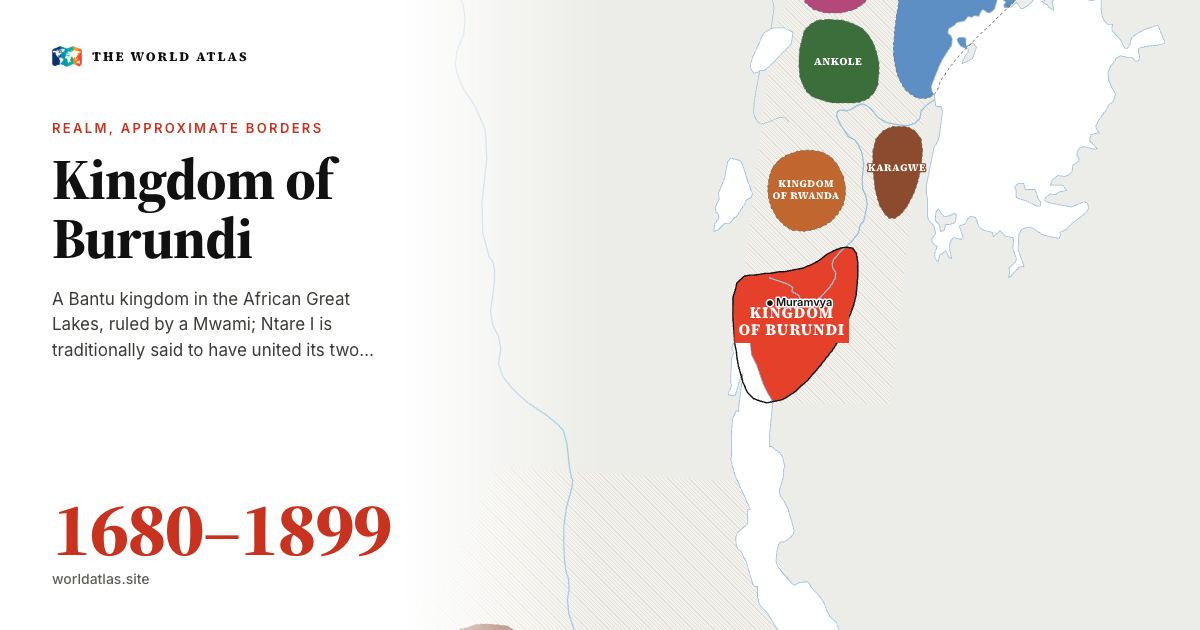 THE WORLD ATLAS
REALM, APPROXIMATE BORDERS
Kingdom of
Burundi
A Bantu kingdom in the African Great
Lakes, ruled by a Mwami; Ntare I is
traditionally said to have united its two...
1680–1899
worldatlas.site
ANKOLE
KARAGWE
KINGDOM
OF RWANDA
Muramvya
KINGDOM
OF BURUNDI